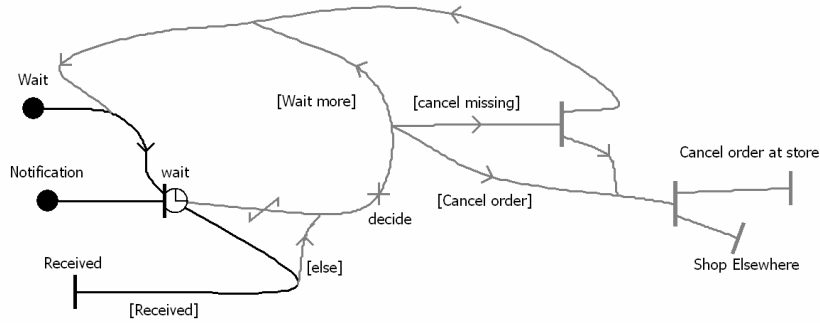 Wait
[Wait more]
[cancel missing]
Notification
wait
Cancel order at store
decide
[Cancel order]
Received
[else]
Shop Elsewhere
[Received]